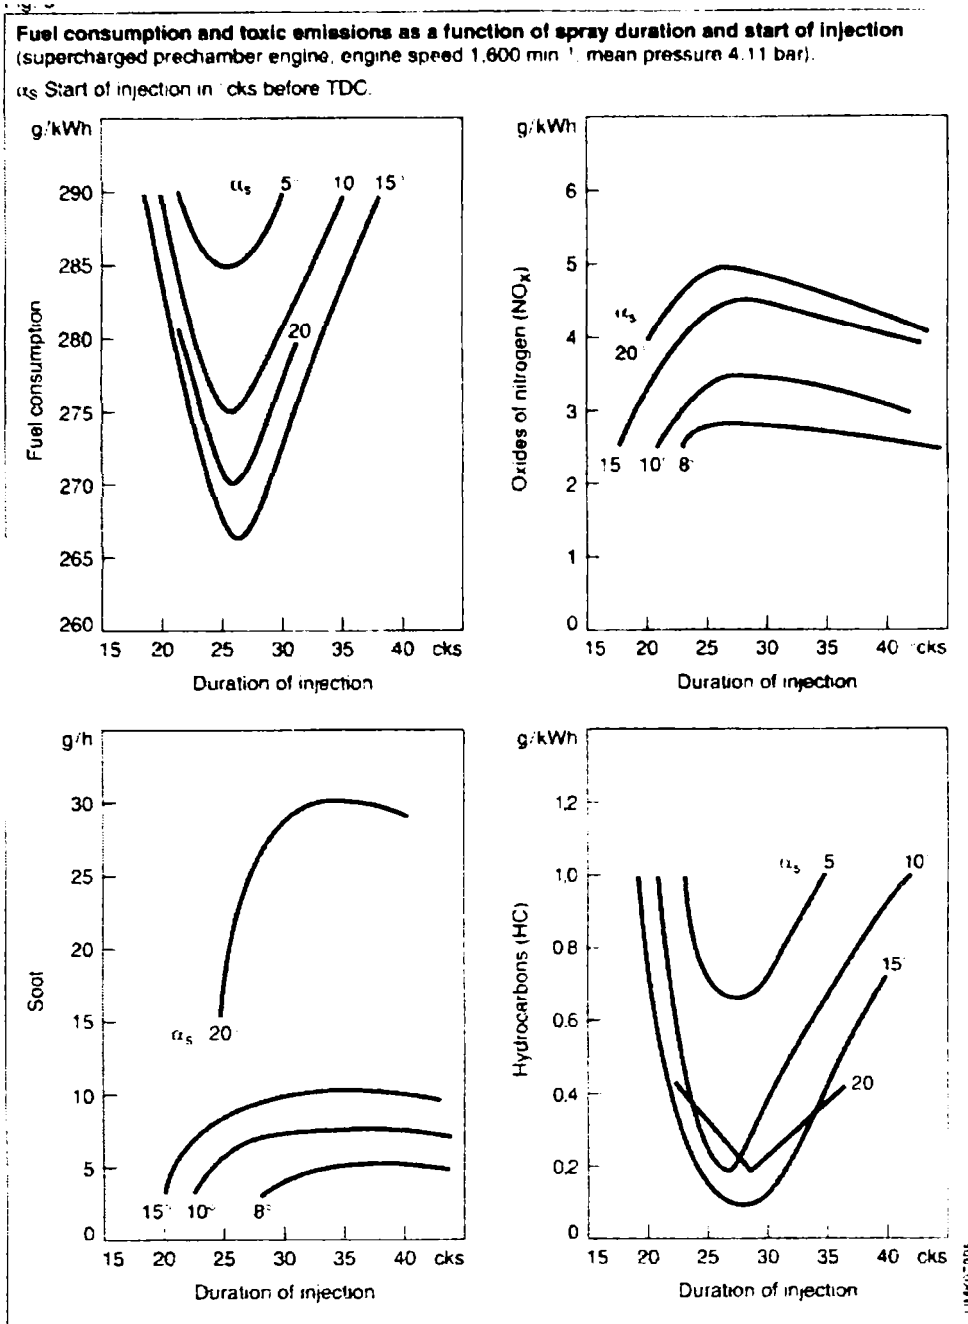 Fuel consumption and toxic emissions as a function of spray duration and start of injection
(supercharged prechamber engine, engine speed 1,600 min⁻¹, mean pressure 4.11 bar).
αs Start of injection in °cks before TDC.
g/kWh
290
285
280
275
270
265
260
Fuel consumption
αs 5° 10 15°
20
15 20 25 30 35 40 cks
Duration of injection
g/kWh
6
5
4
3
2
1
0
Oxides of nitrogen (NOX)
αs
20°
15 10° 8°
15 20 25 30 35 40 °cks
Duration of injection
g/h
30
25
20
15
10
5
0
Soot
αs 20°
15° 10° 8°
15 20 25 30 35 40 cks
Duration of injection
g/kWh
1,2
1,0
0,8
0,6
0,4
0,2
0
Hydrocarbons (HC)
αs 5 10°
15°
20
15 20 25 30 35 40 cks
Duration of injection